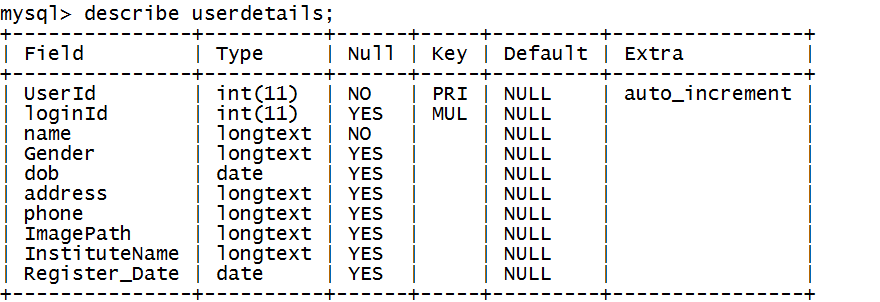 mysql> describe userdetails;
+---------------+----------+------+-----+---------+----------------+
| Field         | Type     | Null | Key | Default | Extra          |
+---------------+----------+------+-----+---------+----------------+
| UserId        | int(11)  | NO   | PRI | NULL    | auto_increment |
| loginId       | int(11)  | YES  | MUL | NULL    |                |
| name          | longtext | NO   |     | NULL    |                |
| Gender        | longtext | YES  |     | NULL    |                |
| dob           | date     | YES  |     | NULL    |                |
| address       | longtext | YES  |     | NULL    |                |
| phone         | longtext | YES  |     | NULL    |                |
| ImagePath     | longtext | YES  |     | NULL    |                |
| InstituteName | longtext | YES  |     | NULL    |                |
| Register_Date | date     | YES  |     | NULL    |                |
+---------------+----------+------+-----+---------+----------------+